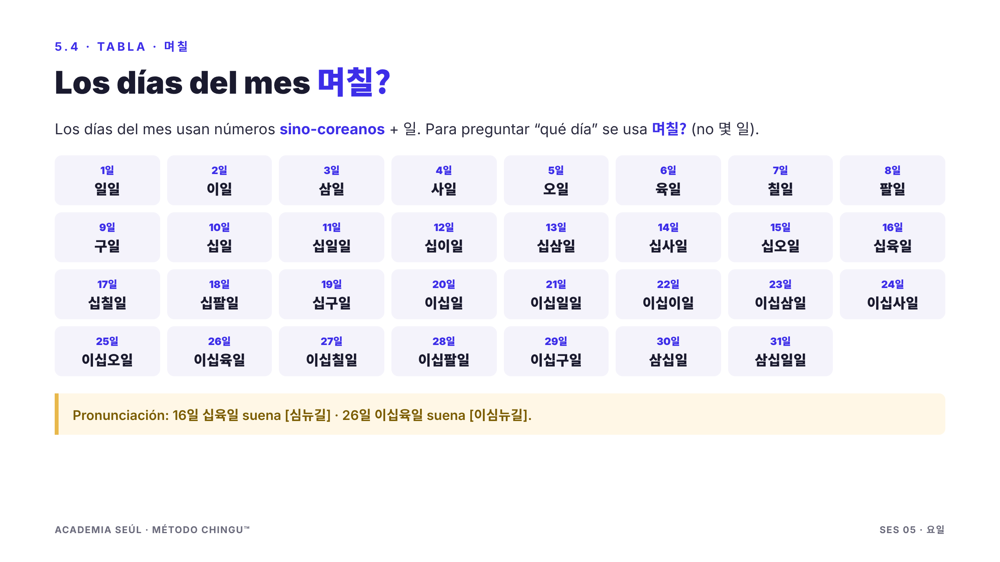 5.4 · TABLA · 며칠
Los días del mes 며칠?
Los días del mes usan números sino-coreanos + 일. Para preguntar “qué día” se usa 며칠? (no 몇 일).
1일 2일 3일 4일 5일 6일 7일 8일
일일 이일 삼일 사일 오일 육일 칠일 팔일
9일 10일 11일 12일 13일 14일 15일 16일
구일 십일 십일일 십이일 십삼일 십사일 십오일 십육일
17일 18일 19일 20일 21일 22일 23일 24일
십칠일 십팔일 십구일 이십일 이십일일 이십이일 이십삼일 이십사일
25일 26일 27일 28일 29일 30일 31일
이십오일 이십육일 이십칠일 이십팔일 이십구일 삼십일 삼십일일
Pronunciación: 16일 십육일 suena [심뉴길] · 26일 이십육일 suena [이심뉴길].
ACADEMIA SEÚL · MÉTODO CHINGU™ SES 05 · 요일